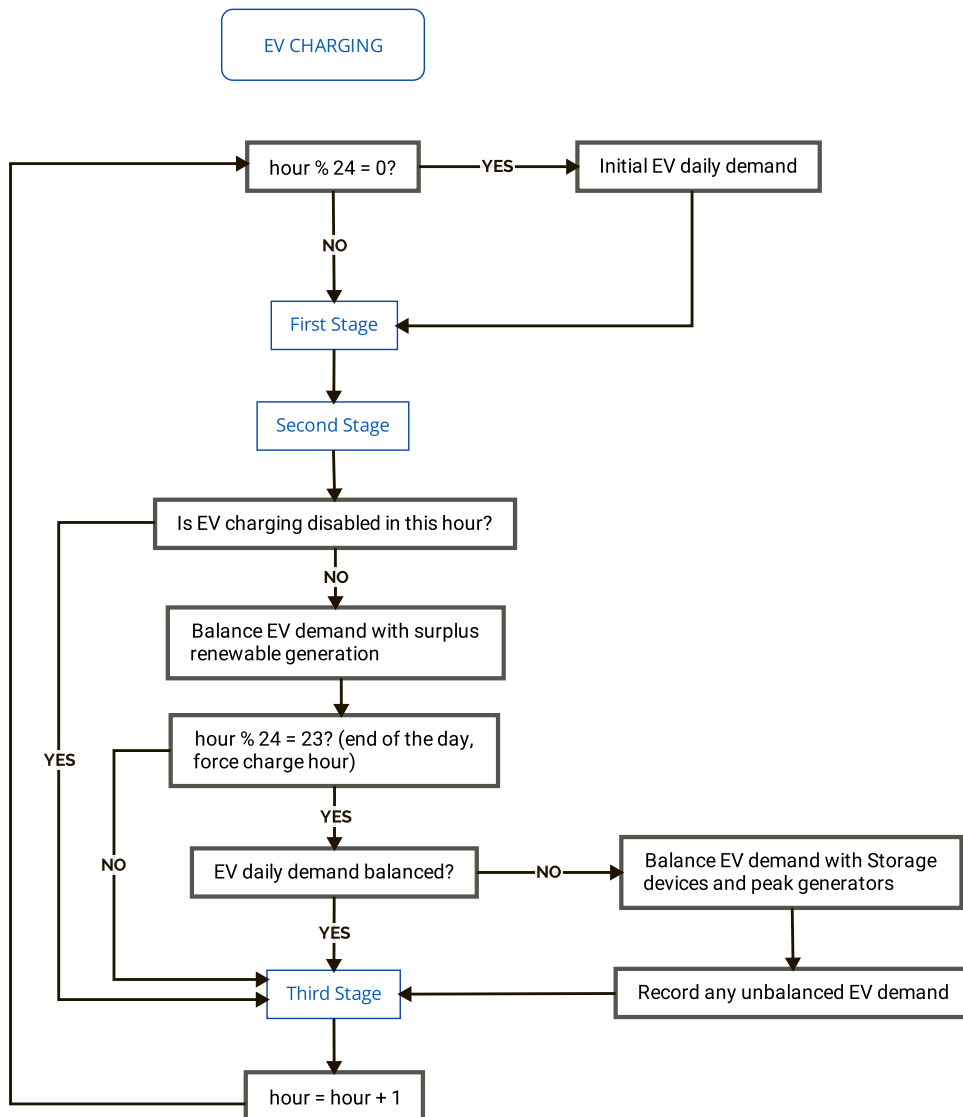 EV CHARGING
hour % 24 = 0?
YES
Initial EV daily demand
NO
First Stage
Second Stage
Is EV charging disabled in this hour?
NO
Balance EV demand with surplus
renewable generation
hour % 24 = 23? (end of the day,
force charge hour)
YES
YES
NO
EV daily demand balanced?
NO
Balance EV demand with Storage
devices and peak generators
YES
Third Stage
Record any unbalanced EV demand
hour = hour + 1